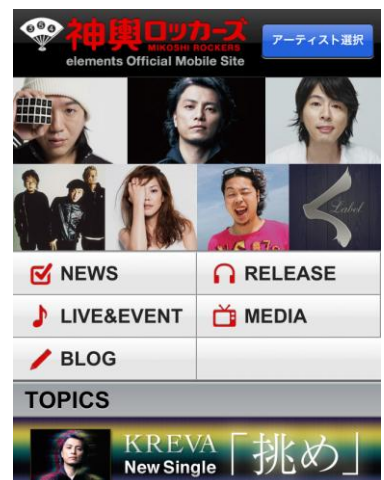 神輿ロッカーズ
MIKOSHI ROCKERS
elements Official Mobile Site
アーティスト選択
Label
NEWS
RELEASE
LIVE&EVENT
MEDIA
BLOG
TOPICS
KREVA
New Single
「挑め」